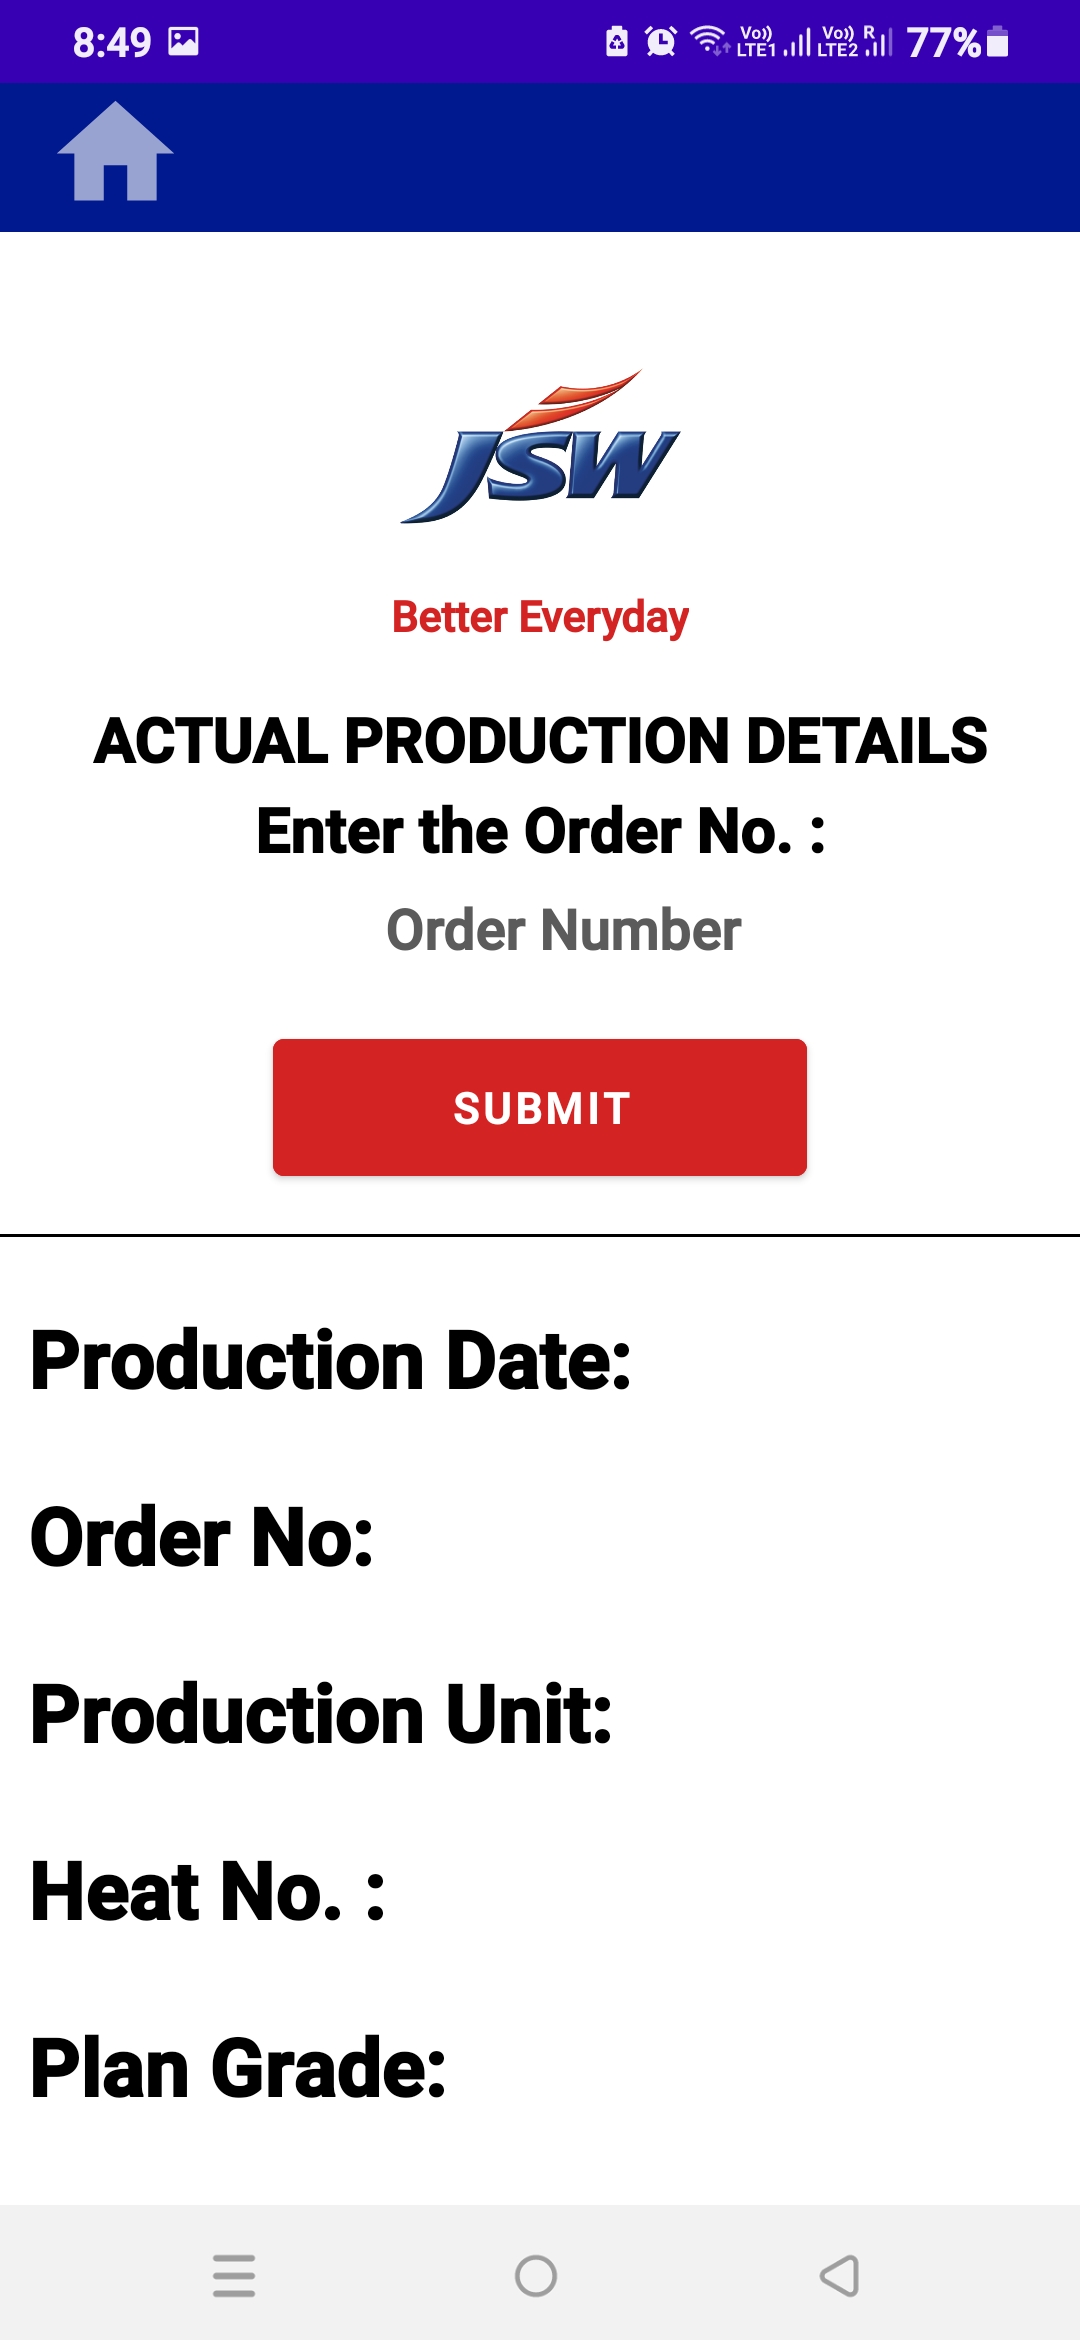 8:49 Vo)) LTE1 Vo)) LTE2 R 77%
JSW
Better Everyday
ACTUAL PRODUCTION DETAILS
Enter the Order No. :
Order Number
SUBMIT
Production Date:
Order No:
Production Unit:
Heat No. :
Plan Grade: